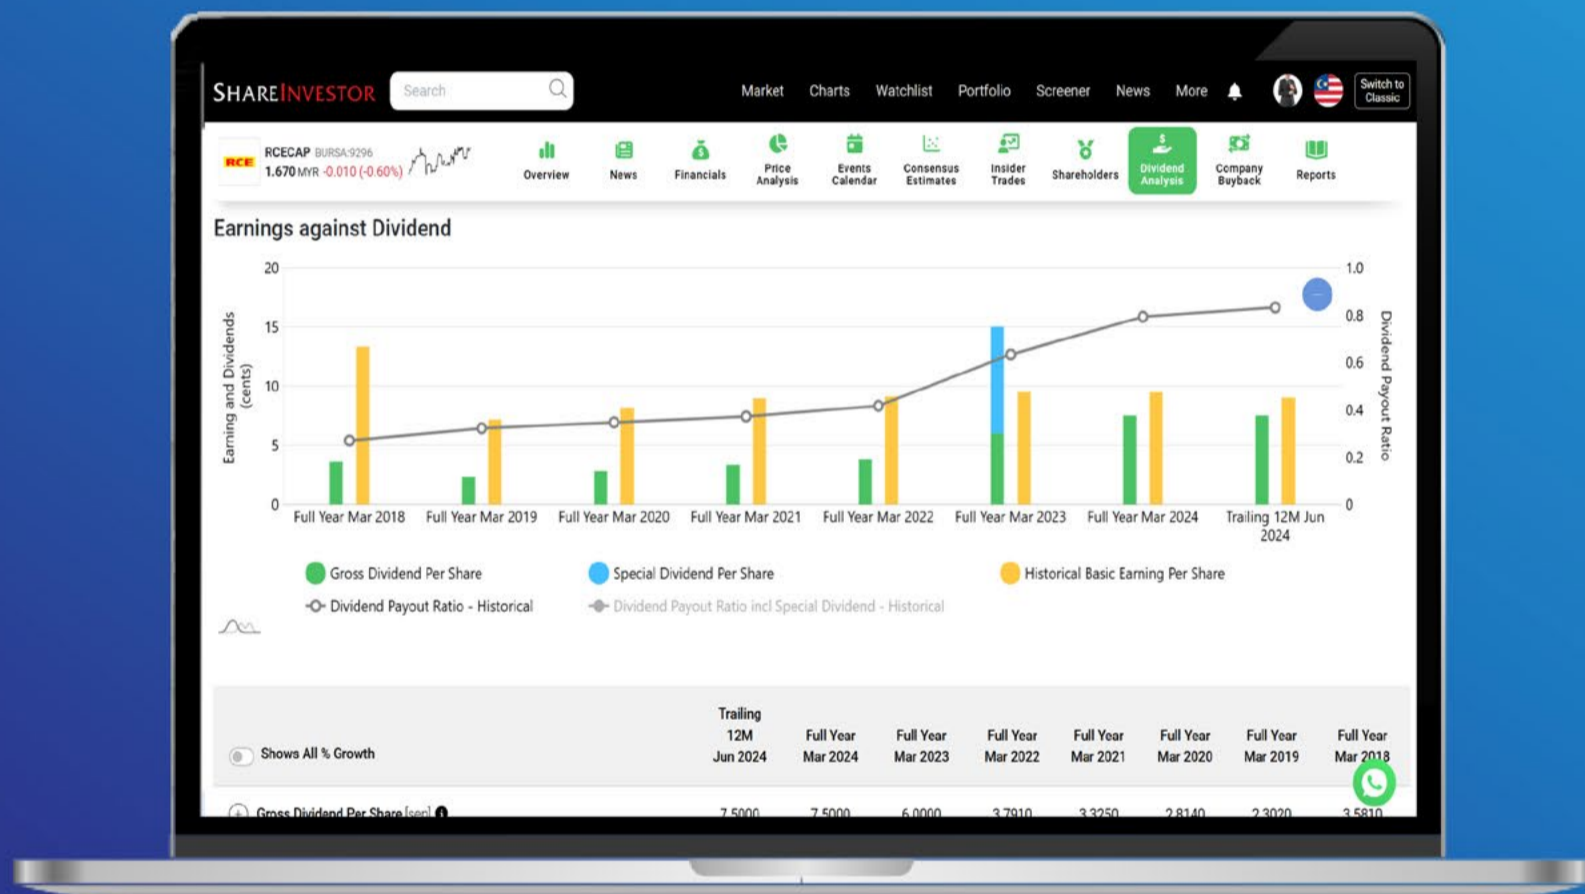 SHAREINVESTOR
Search
Market Charts Watchlist Portfolio Screener News More
Switch to
Classic
RCE
RCECAP BURSA:9296
1.670 MYR -0.010 (-0.60%)
Overview
News
Financials
Price
Analysis
Events
Calendar
Consensus
Estimates
Insider
Trades
Shareholders
Dividend
Analysis
Company
Buyback
Reports
Earnings against Dividend
Earning and Dividends
(cents)
20
15
10
5
0
1.0
0.8
0.6
0.4
0.2
0
Dividend Payout Ratio
Full Year Mar 2018
Full Year Mar 2019
Full Year Mar 2020
Full Year Mar 2021
Full Year Mar 2022
Full Year Mar 2023
Full Year Mar 2024
Trailing 12M Jun
2024
Gross Dividend Per Share
Special Dividend Per Share
Historical Basic Earning Per Share
Dividend Payout Ratio - Historical
Dividend Payout Ratio incl Special Dividend - Historical
Shows All % Growth
Trailing
12M
Jun 2024
Full Year
Mar 2024
Full Year
Mar 2023
Full Year
Mar 2022
Full Year
Mar 2021
Full Year
Mar 2020
Full Year
Mar 2019
Full Year
Mar 2018
Gross Dividend Per Share [sen] 7.5000 7.5000 6.0000 3.7910 3.3250 2.8140 2.3020 3.5810